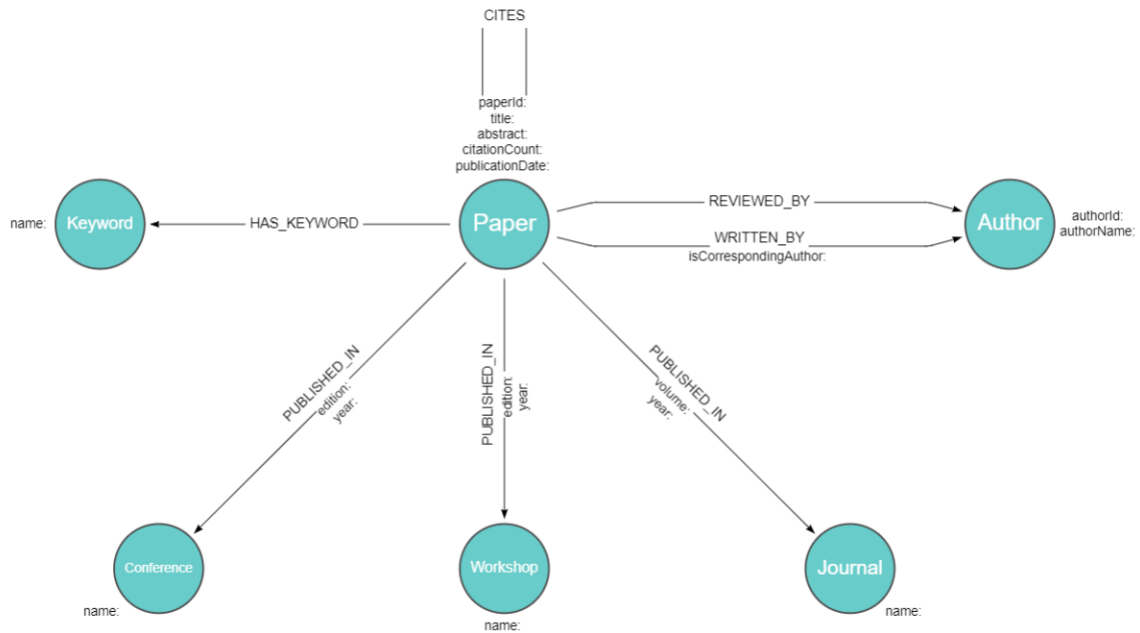 CITES
paperId:
title:
abstract:
citationCount:
publicationDate:
name:
Keyword
HAS_KEYWORD
Paper
REVIEWED_BY
WRITTEN_BY
isCorrespondingAuthor:
Author
authorId:
authorName:
PUBLISHED_IN
edition:
year:
PUBLISHED_IN
edition:
year:
PUBLISHED_IN
volume:
year:
Conference
name:
Workshop
name:
Journal
name: